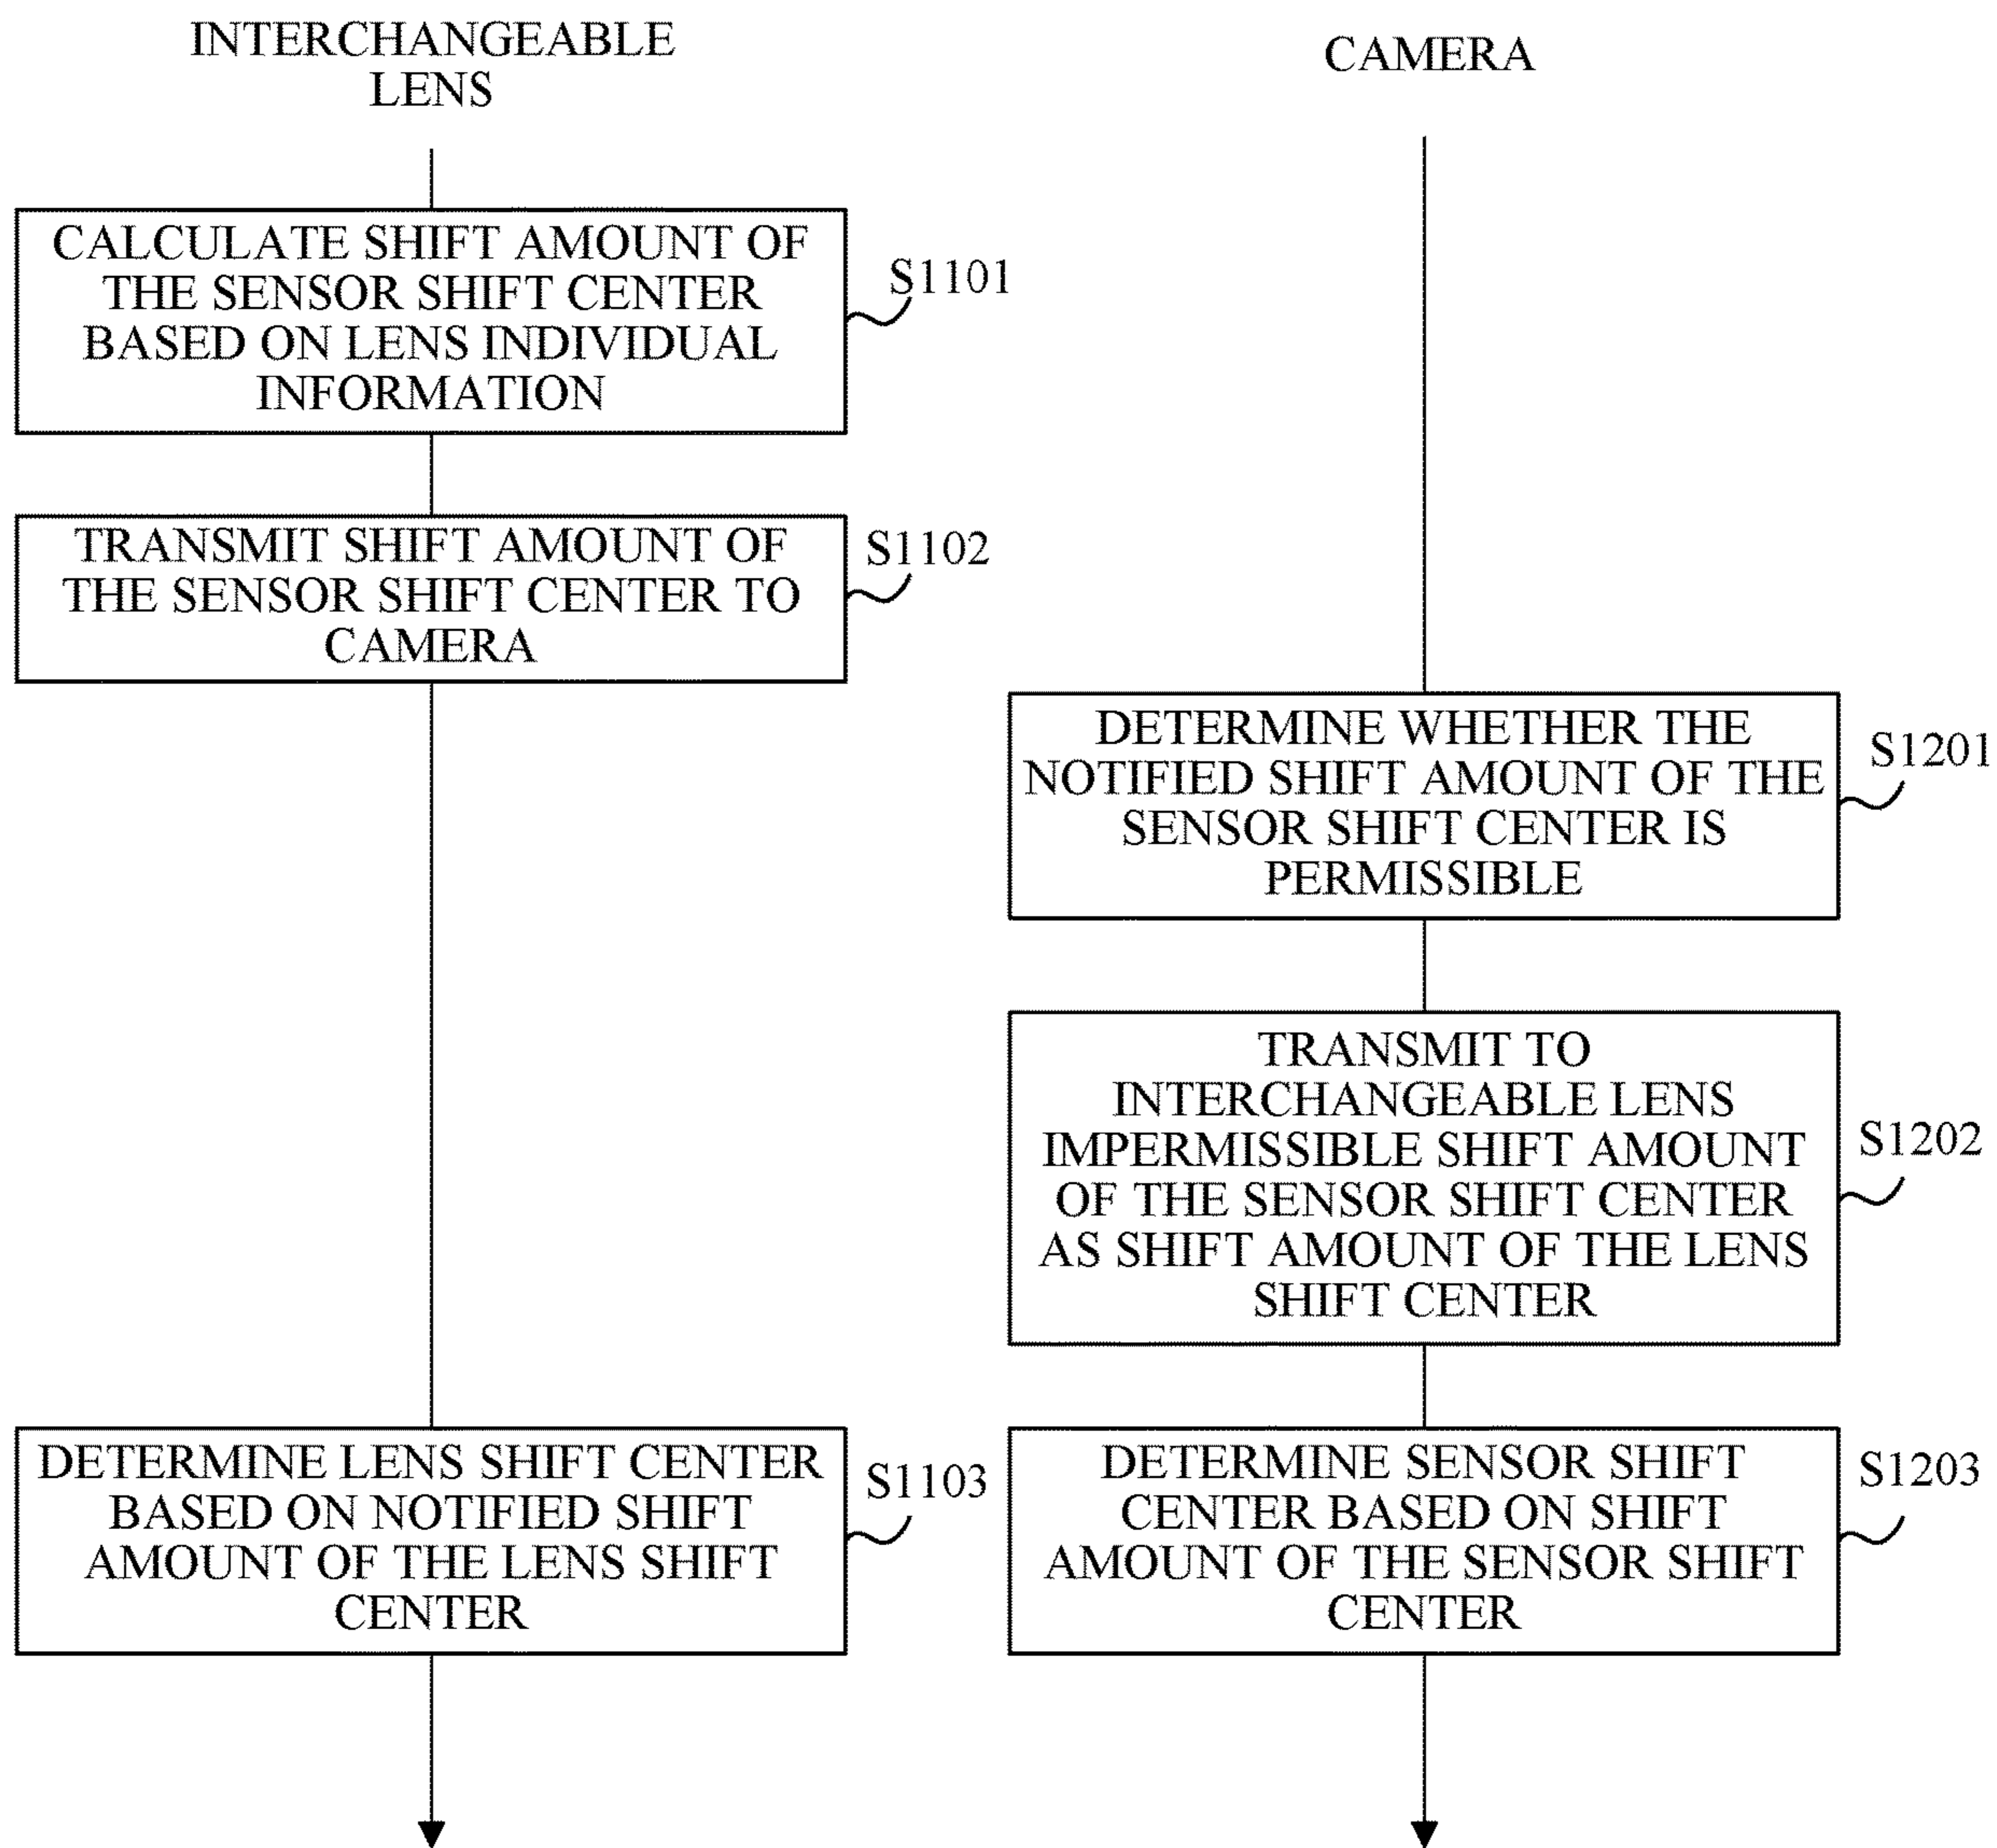 INTERCHANGEABLE
LENS
CAMERA
CALCULATE SHIFT AMOUNT OF
THE SENSOR SHIFT CENTER
BASED ON LENS INDIVIDUAL
INFORMATION
S1101
TRANSMIT SHIFT AMOUNT OF
THE SENSOR SHIFT CENTER TO
CAMERA
S1102
DETERMINE WHETHER THE
NOTIFIED SHIFT AMOUNT OF THE
SENSOR SHIFT CENTER IS
PERMISSIBLE
S1201
TRANSMIT TO
INTERCHANGEABLE LENS
IMPERMISSIBLE SHIFT AMOUNT
OF THE SENSOR SHIFT CENTER
AS SHIFT AMOUNT OF THE LENS
SHIFT CENTER
S1202
DETERMINE LENS SHIFT CENTER
BASED ON NOTIFIED SHIFT
AMOUNT OF THE LENS SHIFT
CENTER
S1103
DETERMINE SENSOR SHIFT
CENTER BASED ON SHIFT
AMOUNT OF THE SENSOR SHIFT
CENTER
S1203